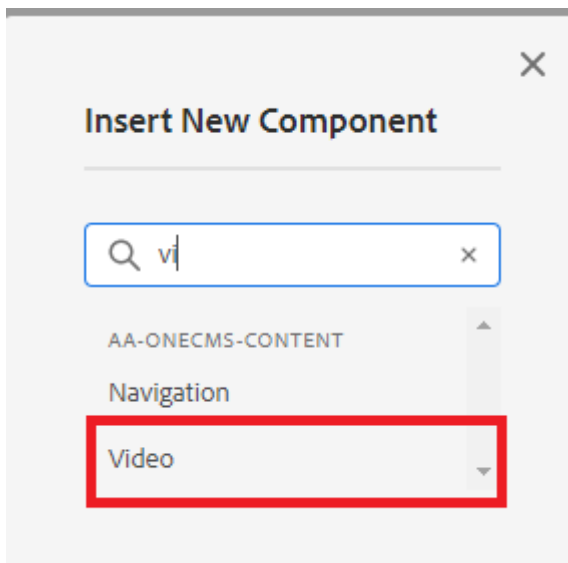 Insert New Component
vi
AA-ONECMS-CONTENT
Navigation
Video